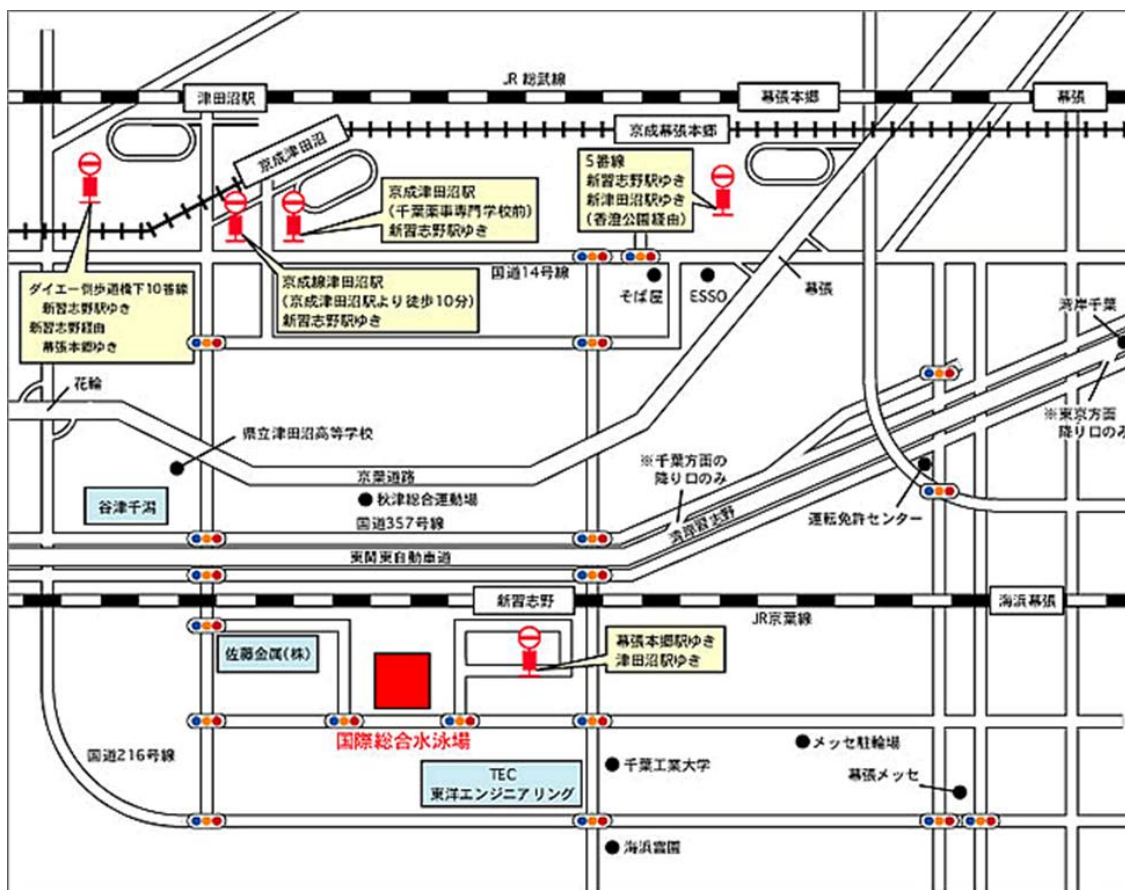 JR 総武線
津田沼駅
幕張本郷
幕張
京成幕張本郷
京成津田沼
5番線
新習志野駅ゆき
新津田沼駅ゆき
(香澄公園経由)
京成津田沼駅
(千葉薬事専門学校前)
新習志野駅ゆき
国道14号線
そば屋
ESSO
幕張
京成線津田沼駅
(京成津田沼駅より徒歩10分)
新習志野駅ゆき
ダイエー側歩道橋下10番線
新習志野駅ゆき
新習志野経由
幕張本郷ゆき
湾岸千葉
花輪
※東京方面
降り口のみ
県立津田沼高等学校
※千葉方面の
降り口のみ
京葉道路
谷津干潟
秋津総合運動場
国道357号線
湾岸習志野
運転免許センター
東関東自動車道
新習志野
海浜幕張
JR京葉線
佐藤金属(株)
幕張本郷駅ゆき
津田沼駅ゆき
国際総合水泳場
国道216号線
メッセ駐輪場
TEC
東洋エンジニアリング
千葉工業大学
幕張メッセ
海浜霊園